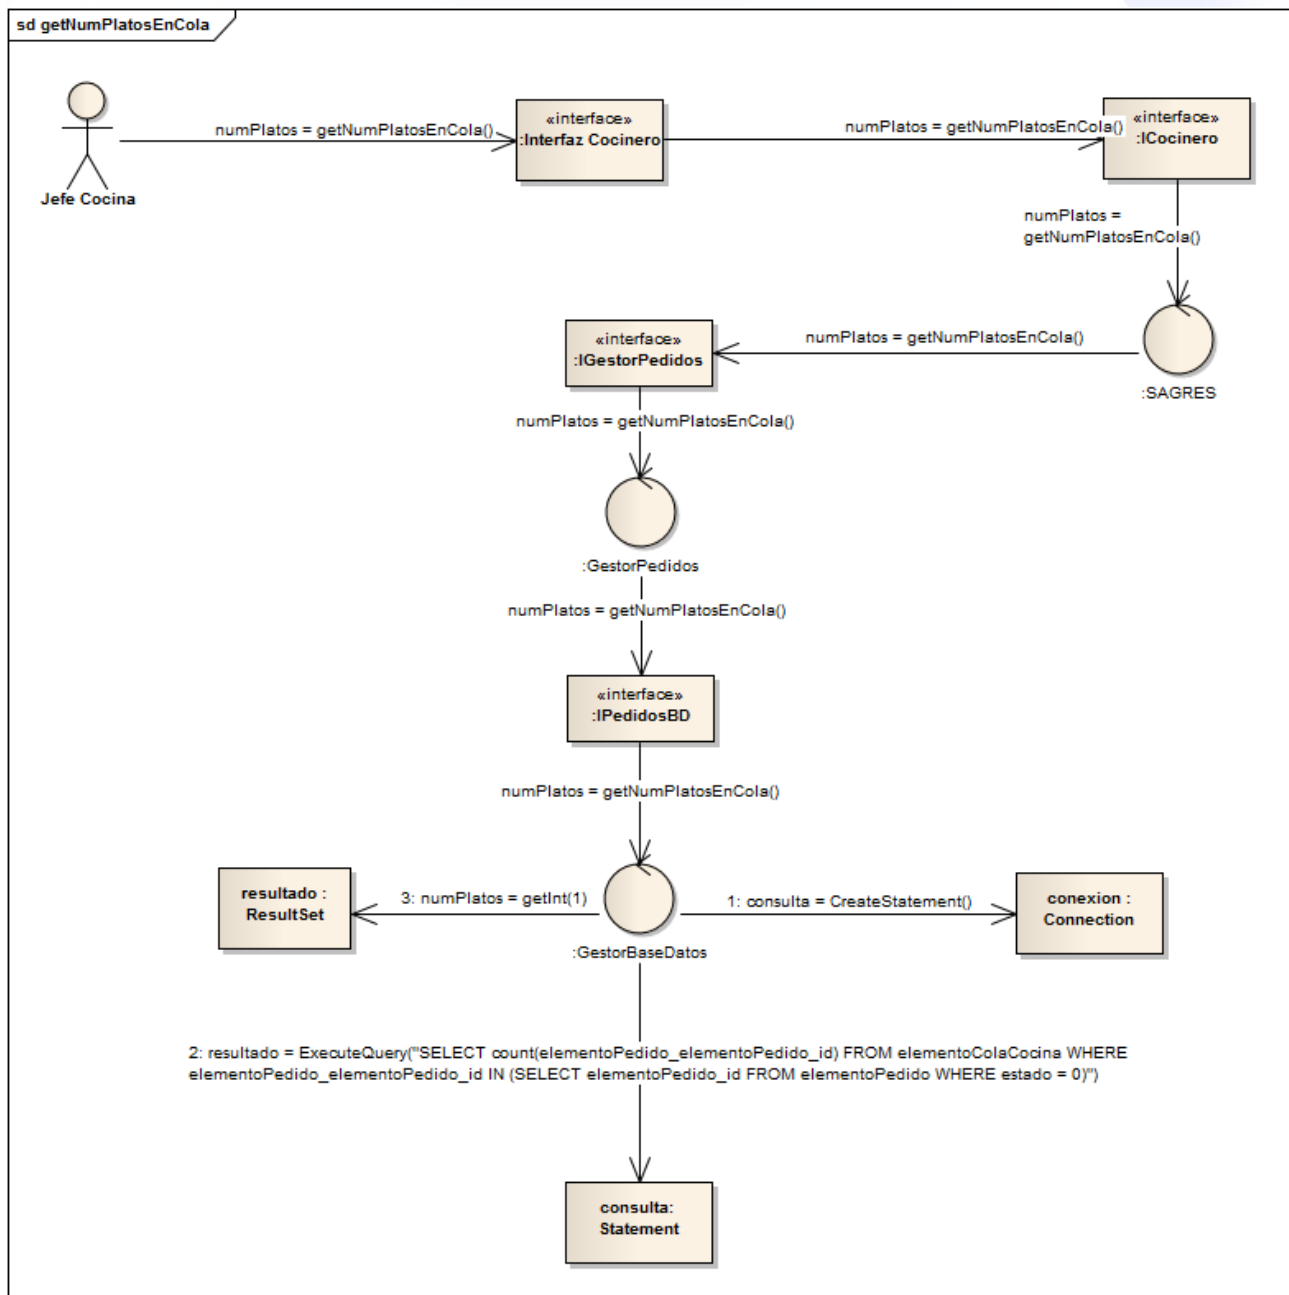 sd getNumPlatosEnCola
numPlatos = getNumPlatosEnCola()
«interface»
:Interfaz Cocinero
numPlatos = getNumPlatosEnCola()
«interface»
:ICocinero
Jefe Cocina
numPlatos =
getNumPlatosEnCola()
«interface»
:IGestorPedidos
numPlatos = getNumPlatosEnCola()
:SAGRES
numPlatos = getNumPlatosEnCola()
:GestorPedidos
numPlatos = getNumPlatosEnCola()
«interface»
:IPedidosBD
numPlatos = getNumPlatosEnCola()
resultado :
ResultSet
3: numPlatos = getInt(1)
1: consulta = CreateStatement()
conexion :
Connection
:GestorBaseDatos
2: resultado = ExecuteQuery("SELECT count(elementoPedido_elementoPedido_id) FROM elementoColaCocina WHERE
elementoPedido_elementoPedido_id IN (SELECT elementoPedido_id FROM elementoPedido WHERE estado = 0)")
consulta:
Statement